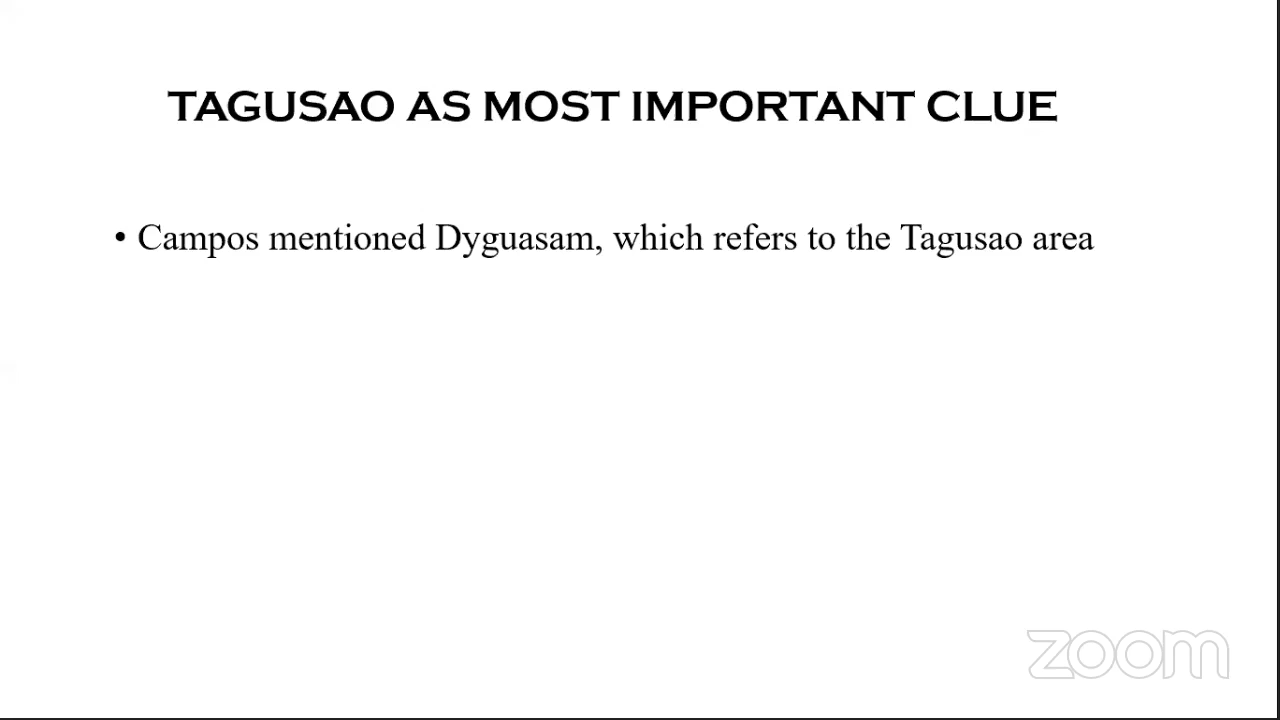 TAGUSAO AS MOST IMPORTANT CLUE
• Campos mentioned Dyguasam, which refers to the Tagusao area
zoom